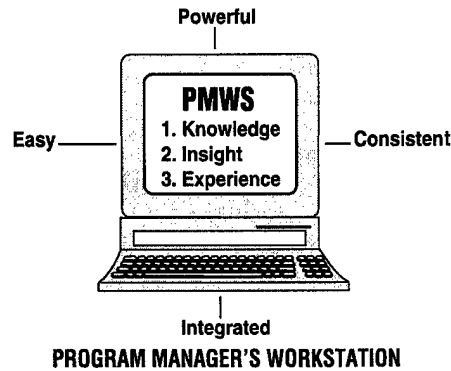 Powerful
PMWS
1. Knowledge
2. Insight
3. Experience
Easy
Consistent
Integrated
PROGRAM MANAGER'S WORKSTATION